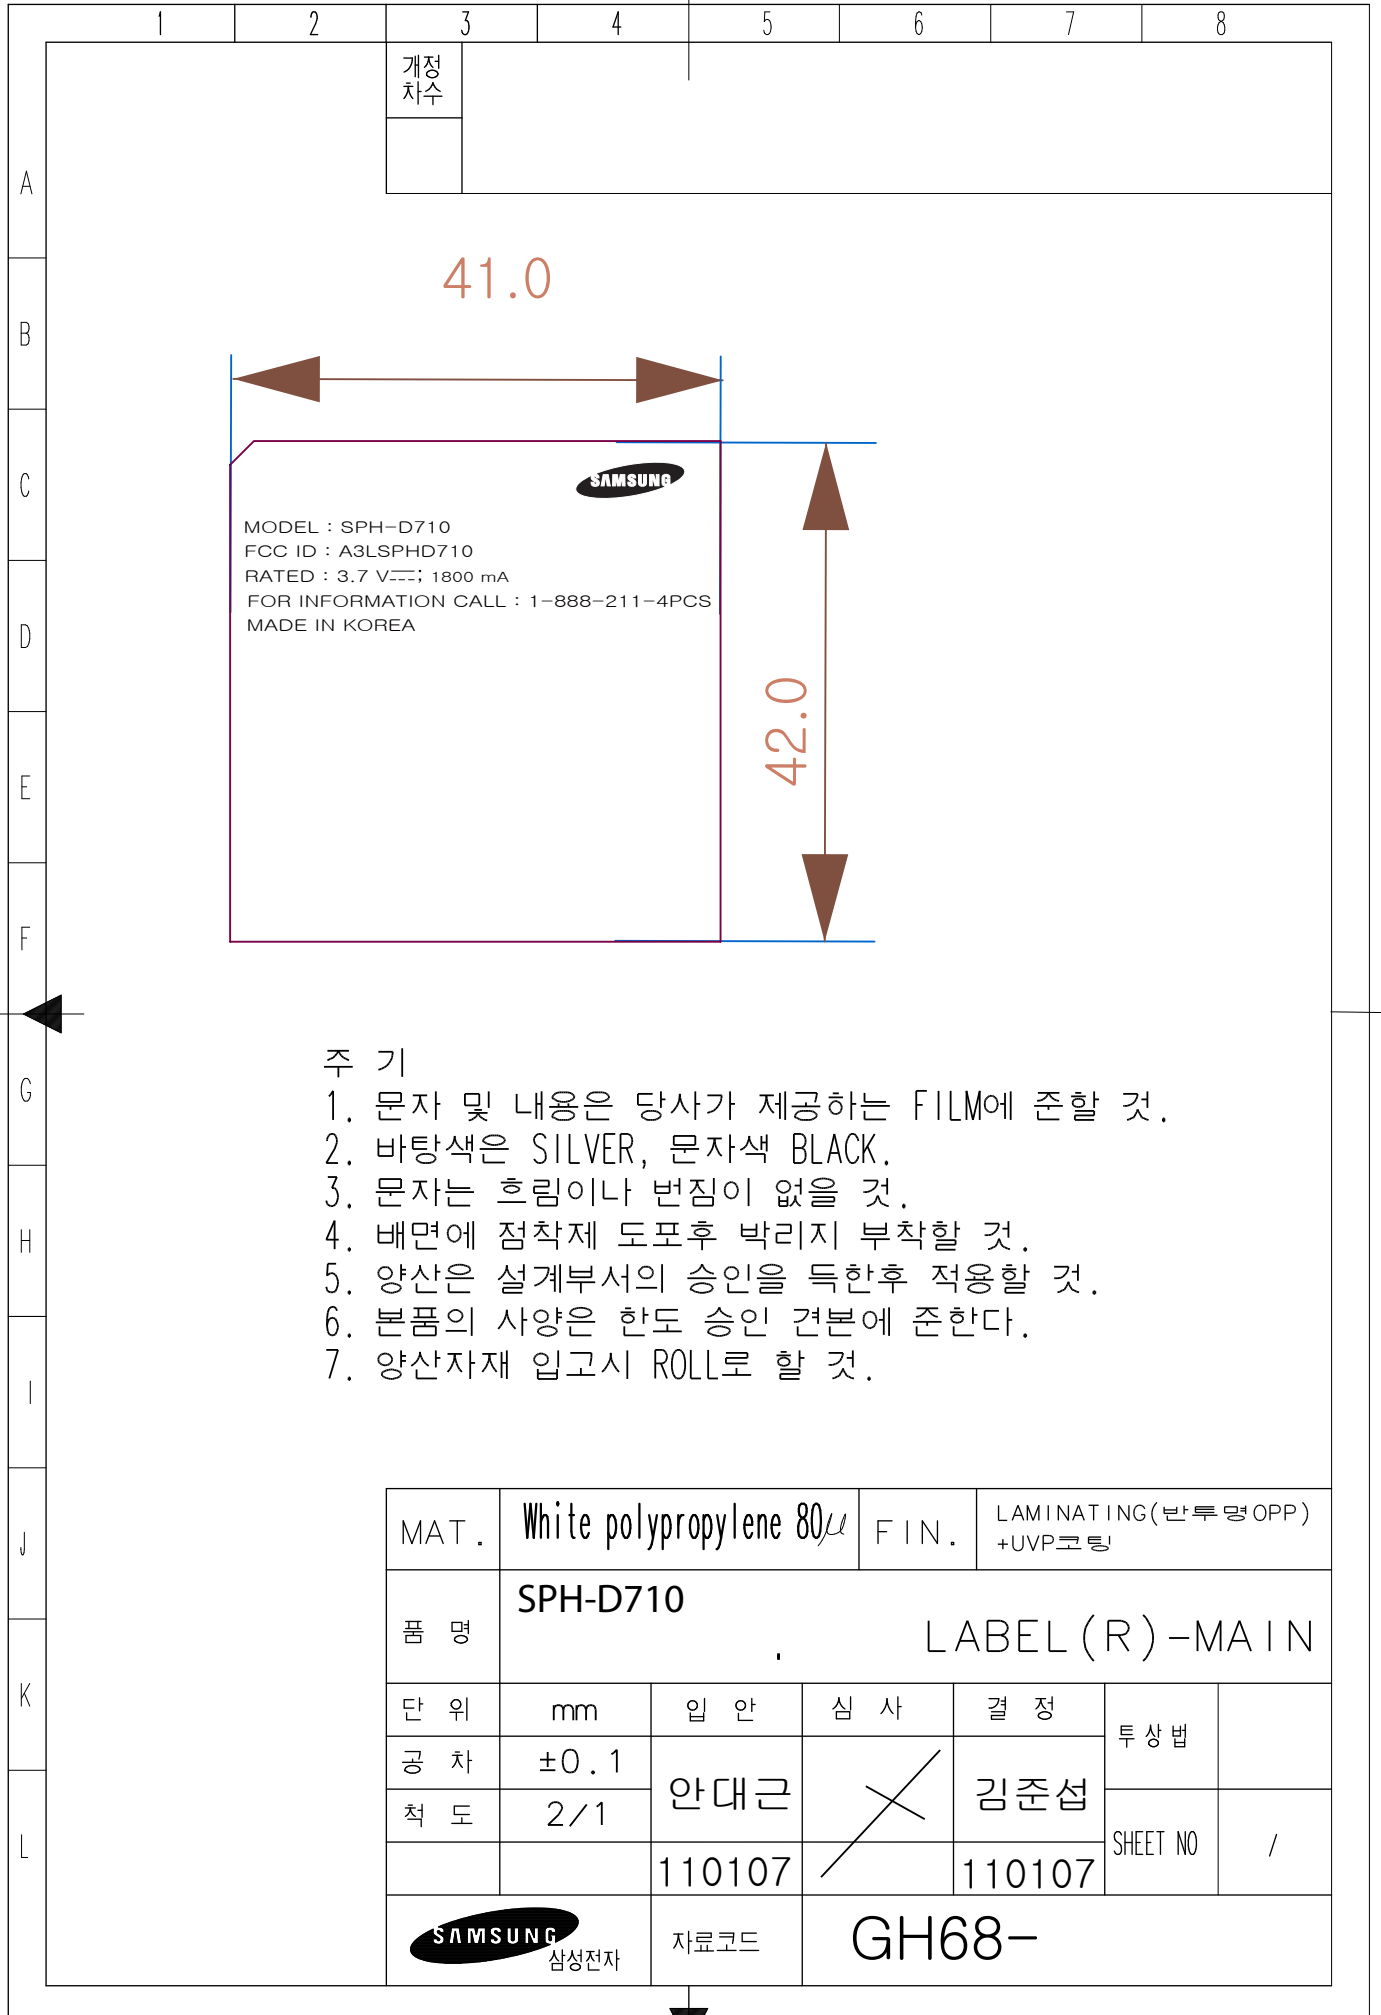 1 2 3 4 5 6 7 8
개정
차수
A
B
C
D
E
F
G
H
I
J
K
L
41.0
SAMSUNG
MODEL : SPH-D710
FCC ID : A3LSPHD710
RATED : 3.7 V⎓; 1800 mA
FOR INFORMATION CALL : 1-888-211-4PCS
MADE IN KOREA
42.0
주 기
1. 문자 및 내용은 당사가 제공하는 FILM에 준할 것.
2. 바탕색은 SILVER, 문자색 BLACK.
3. 문자는 흐림이나 번짐이 없을 것.
4. 배면에 점착제 도포후 박리지 부착할 것.
5. 양산은 설계부서의 승인을 득한후 적용할 것.
6. 본품의 사양은 한도 승인 견본에 준한다.
7. 양산자재 입고시 ROLL로 할 것.
MAT. White polypropylene 80μ FIN. LAMINATING(반투명OPP)
+UVP코팅
품 명 SPH-D710 . LABEL(R)-MAIN
단 위 mm 입 안 심 사 결 정 투상법
공 차 ±0.1 안대근 김준섭
척 도 2/1 SHEET NO /
110107 110107
SAMSUNG 삼성전자 자료코드 GH68-